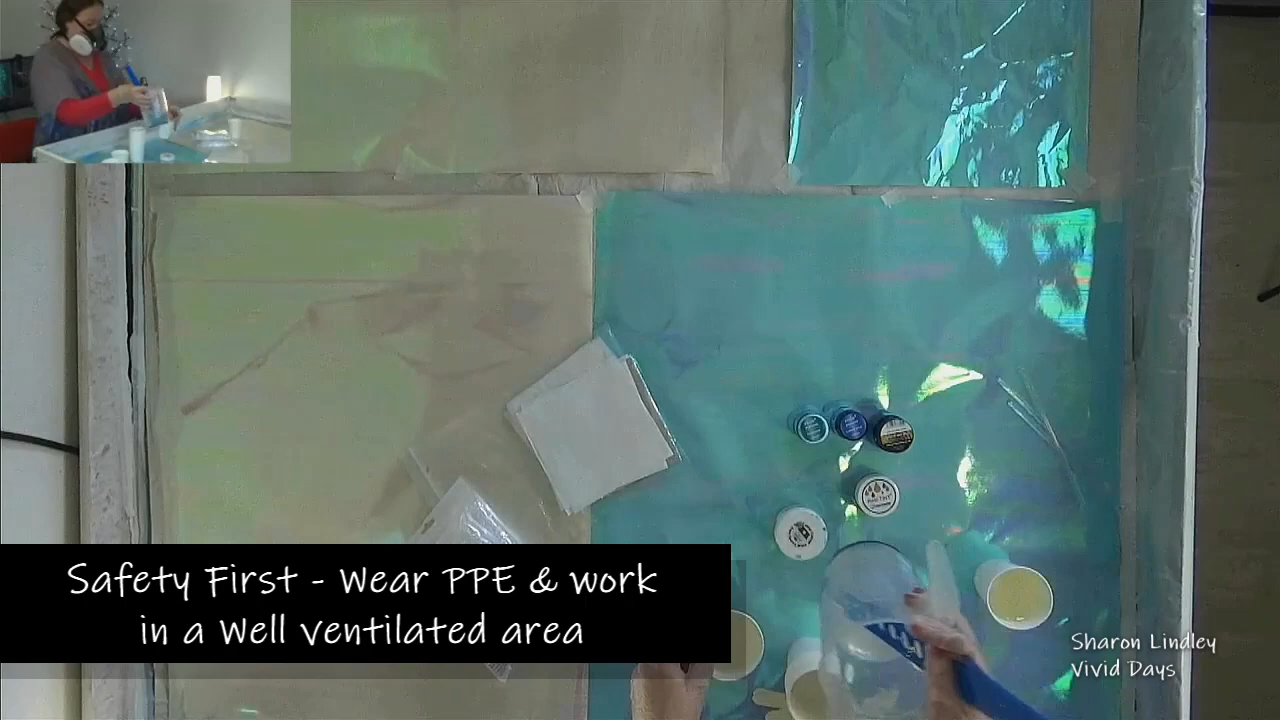 Safety First - Wear PPE & work
in a Well ventilated area
Sharon Lindley
Vivid Days